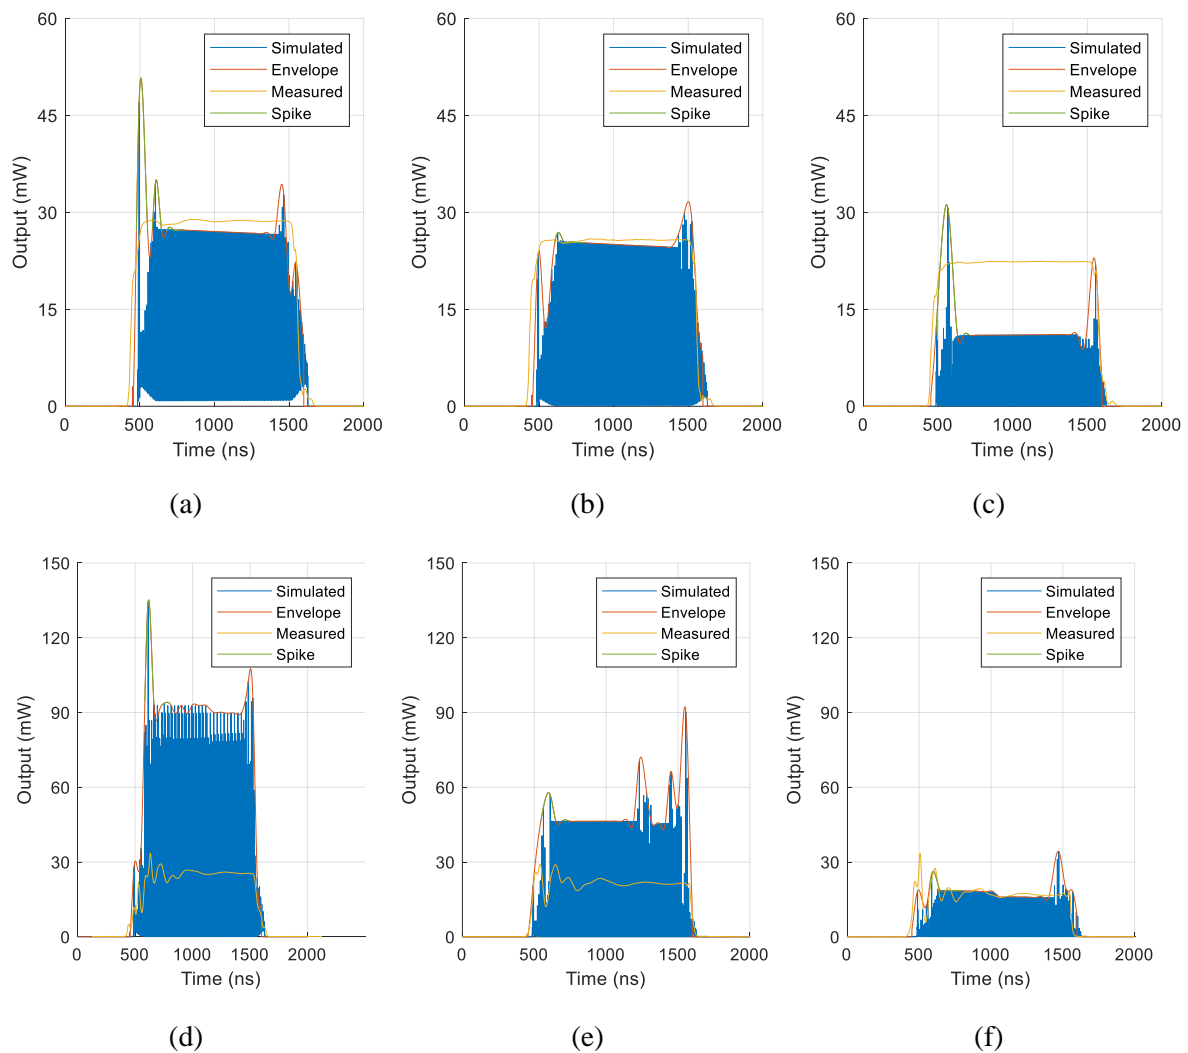 60
45
30
15
0
Output (mW)
Simulated
Envelope
Measured
Spike
0 500 1000 1500 2000
Time (ns)
(a)
60
45
30
15
0
Output (mW)
Simulated
Envelope
Measured
Spike
0 500 1000 1500 2000
Time (ns)
(b)
60
45
30
15
0
Output (mW)
Simulated
Envelope
Measured
Spike
0 500 1000 1500 2000
Time (ns)
(c)
150
120
90
60
30
0
Output (mW)
Simulated
Envelope
Measured
Spike
0 500 1000 1500 2000
Time (ns)
(d)
150
120
90
60
30
0
Output (mW)
Simulated
Envelope
Measured
Spike
0 500 1000 1500 2000
Time (ns)
(e)
150
120
90
60
30
0
Output (mW)
Simulated
Envelope
Measured
Spike
0 500 1000 1500 2000
Time (ns)
(f)